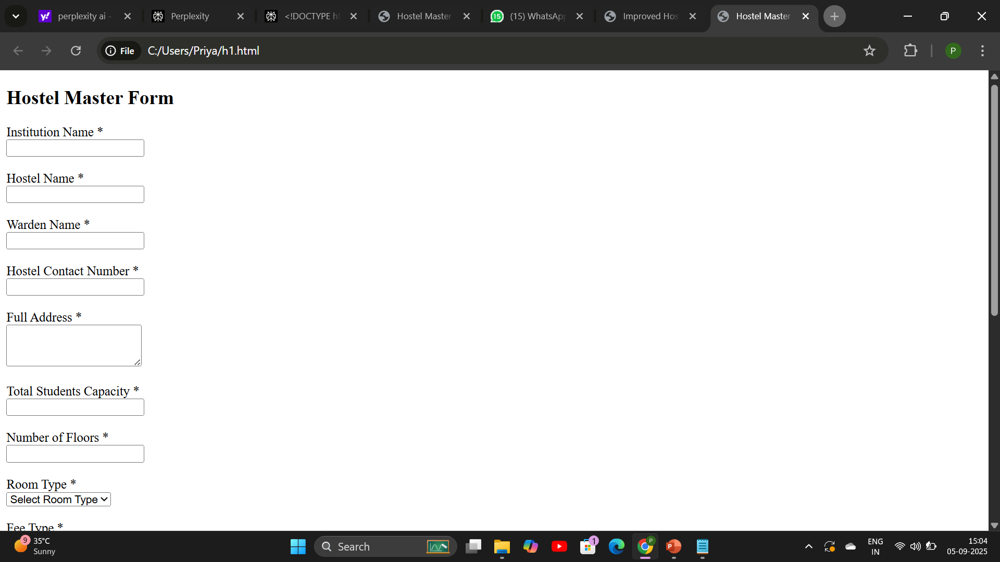 perplexity ai -
Perplexity
<!DOCTYPE h
Hostel Master
15
(15) WhatsApp
Improved Hos
Hostel Master
File
C:/Users/Priya/h1.html
P
Hostel Master Form
Institution Name *
Hostel Name *
Warden Name *
Hostel Contact Number *
Full Address *
Total Students Capacity *
Number of Floors *
Room Type *
Select Room Type
Fee Type *
9
35°C
Sunny
Search
1
P
P
ENG
IN
15:04
05-09-2025